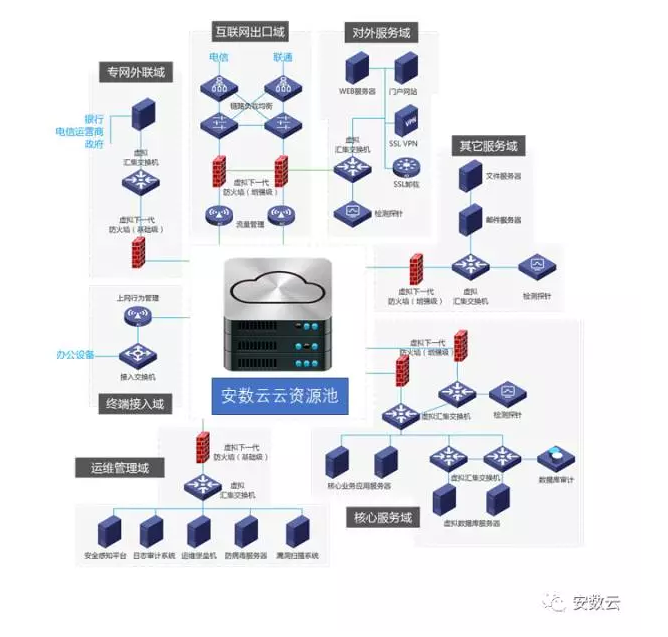 互联网出口域
对外服务域
电信
联通
专网外联域
链路负载均衡
WEB服务器
门户网站
银行
电信运营商
政府
虚拟
汇集交换机
SSL VPN
虚拟
汇集交换机
其它服务域
文件服务器
SSL卸载
虚拟下一代
防火墙（增强级）
虚拟下一代
防火墙（基础级）
检测探针
流量管理
邮件服务器
虚拟下一代
防火墙（增强级）
虚拟
汇集交换机
检测探针
上网行为管理
办公设备
接入交换机
终端接入域
安数云云资源池
虚拟下一代
防火墙（增强级）
虚拟汇集交换机
检测探针
虚拟下一代
防火墙（基础级）
运维管理域
虚拟
汇集交换机
核心业务应用服务器
虚拟汇集交换机
数据库审计
核心服务域
虚拟数据库服务器
安全感知平台
日志审计系统
运维堡垒机
防病毒服务器
漏洞扫描系统
安数云